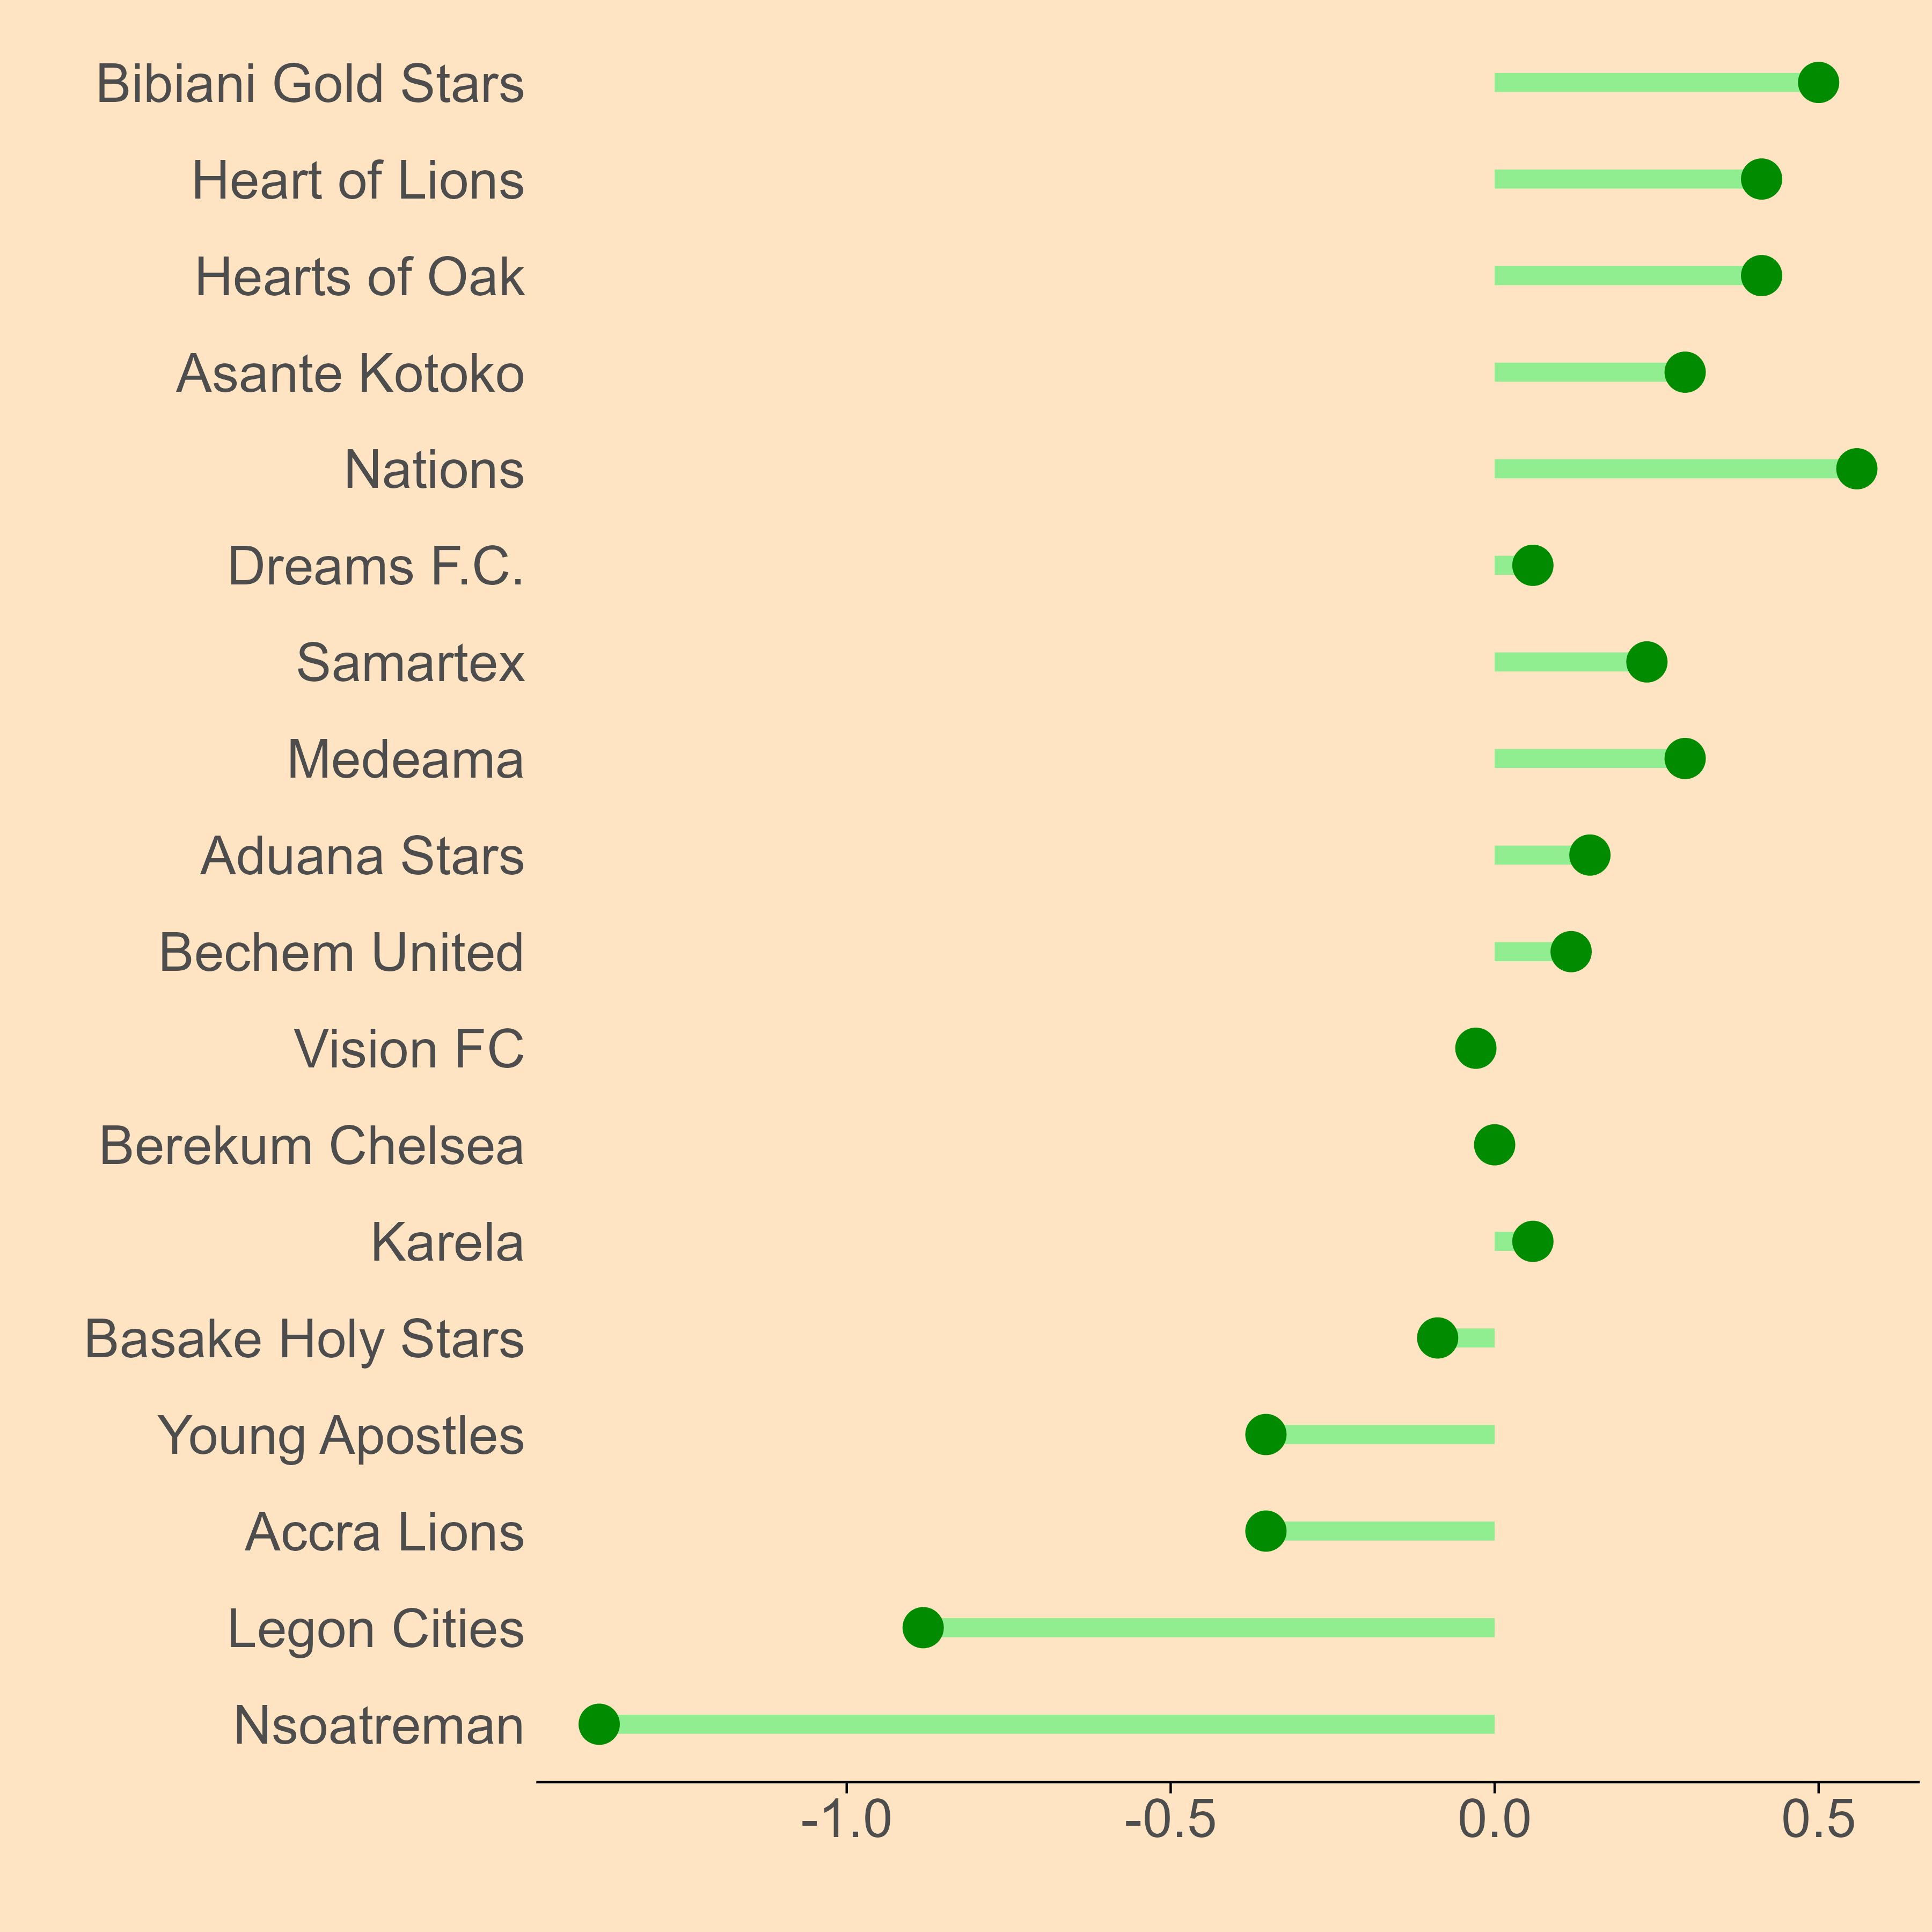 Bibiani Gold Stars
Heart of Lions
Hearts of Oak
Asante Kotoko
Nations
Dreams F.C.
Samartex
Medeama
Aduana Stars
Bechem United
Vision FC
Berekum Chelsea
Karela
Basake Holy Stars
Young Apostles
Accra Lions
Legon Cities
Nsoatreman
-1.0 -0.5 0.0 0.5